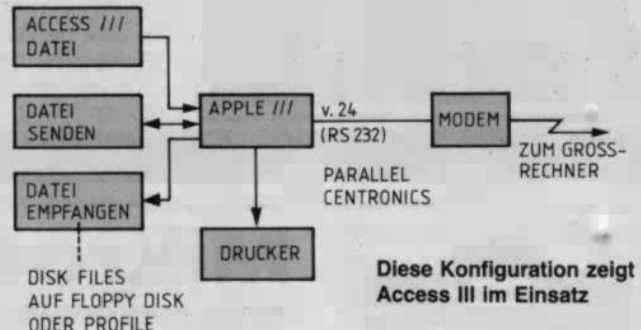 ACCESS ///
DATEI
DATEI
SENDEN
DATEI
EMPFANGEN
DISK FILES
AUF FLOPPY DISK
ODER PROFILE
APPLE ///
v. 24
(RS 232)
PARALLEL
CENTRONICS
DRUCKER
MODEM
ZUM GROSS-
RECHNER
Diese Konfiguration zeigt
Access III im Einsatz